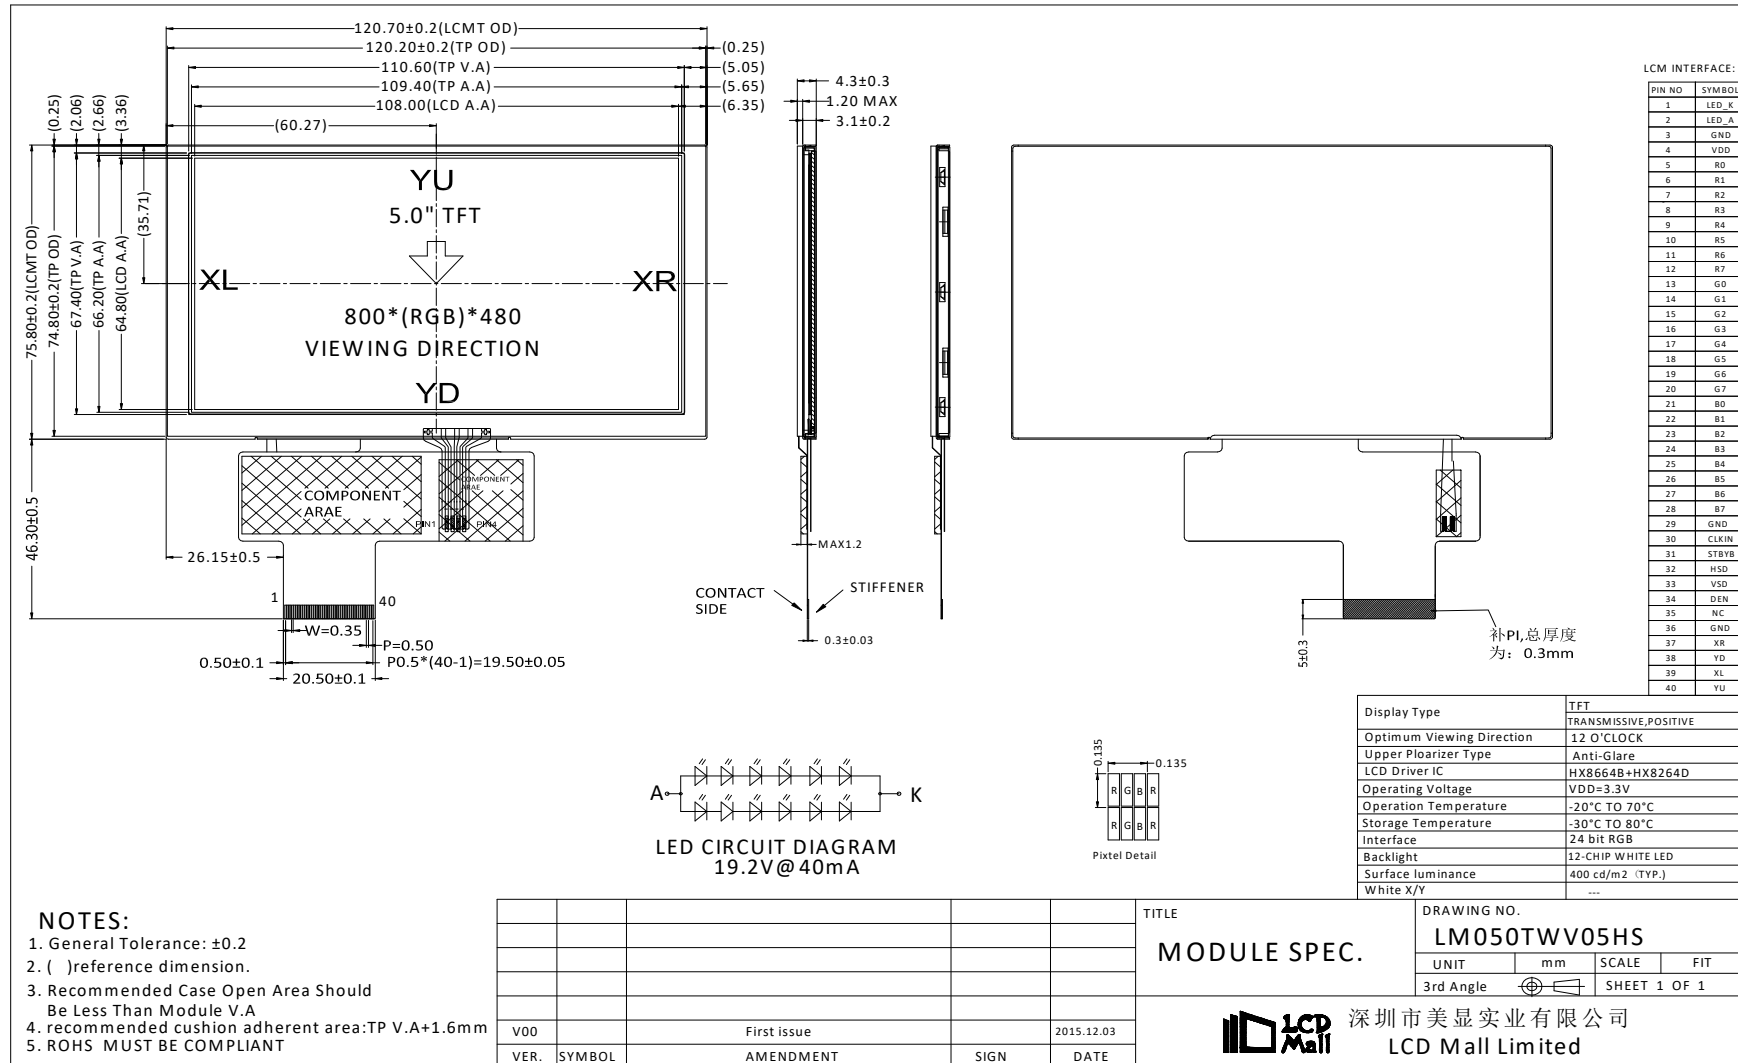 120.70±0.2(LCMT OD)
120.20±0.2(TP OD)
(0.25)
110.60(TP V.A)
(5.05)
109.40(TP A.A)
(5.65)
108.00(LCD A.A)
(6.35)
(60.27)
(0.25)
(2.06)
(2.66)
(3.36)
75.80±0.2(LCMT OD)
74.80±0.2(TP OD)
67.40(TP V.A)
66.20(TP A.A)
64.80(LCD A.A)
(35.71)
46.30±0.5
YU
5.0" TFT
XL
XR
800*(RGB)*480
VIEWING DIRECTION
YD
COMPONENT
ARAE
COMPONENT
ARAE
PIN1
PIN4
26.15±0.5
1
40
W=0.35
P=0.50
0.50±0.1
P0.5*(40-1)=19.50±0.05
20.50±0.1
4.3±0.3
1.20 MAX
3.1±0.2
MAX1.2
CONTACT
SIDE
STIFFENER
0.3±0.03
5±0.3
补PI,总厚度
为：0.3mm
LCM INTERFACE:
PIN NO SYMBOL
1 LED_K
2 LED_A
3 GND
4 VDD
5 R0
6 R1
7 R2
8 R3
9 R4
10 R5
11 R6
12 R7
13 G0
14 G1
15 G2
16 G3
17 G4
18 G5
19 G6
20 G7
21 B0
22 B1
23 B2
24 B3
25 B4
26 B5
27 B6
28 B7
29 GND
30 CLKIN
31 STBYB
32 HSD
33 VSD
34 DEN
35 NC
36 GND
37 XR
38 YD
39 XL
40 YU
A
K
LED CIRCUIT DIAGRAM
19.2V@40mA
0.135
0.135
R G B R
R G B R
Pixtel Detail
Display Type TFT
TRANSMISSIVE,POSITIVE
Optimum Viewing Direction 12 O'CLOCK
Upper Ploarizer Type Anti-Glare
LCD Driver IC HX8664B+HX8264D
Operating Voltage VDD=3.3V
Operation Temperature -20°C TO 70°C
Storage Temperature -30°C TO 80°C
Interface 24 bit RGB
Backlight 12-CHIP WHITE LED
Surface luminance 400 cd/m2（TYP.)
White X/Y ---
NOTES:
1. General Tolerance: ±0.2
2. ( )reference dimension.
3. Recommended Case Open Area Should
Be Less Than Module V.A
4. recommended cushion adherent area:TP V.A+1.6mm
5. ROHS MUST BE COMPLIANT
V00 First issue 2015.12.03
VER. SYMBOL AMENDMENT SIGN DATE
TITLE
MODULE SPEC.
DRAWING NO.
LM050TWV05HS
UNIT mm SCALE FIT
3rd Angle SHEET 1 OF 1
LCD
Mall
深圳市美显实业有限公司
LCD Mall Limited